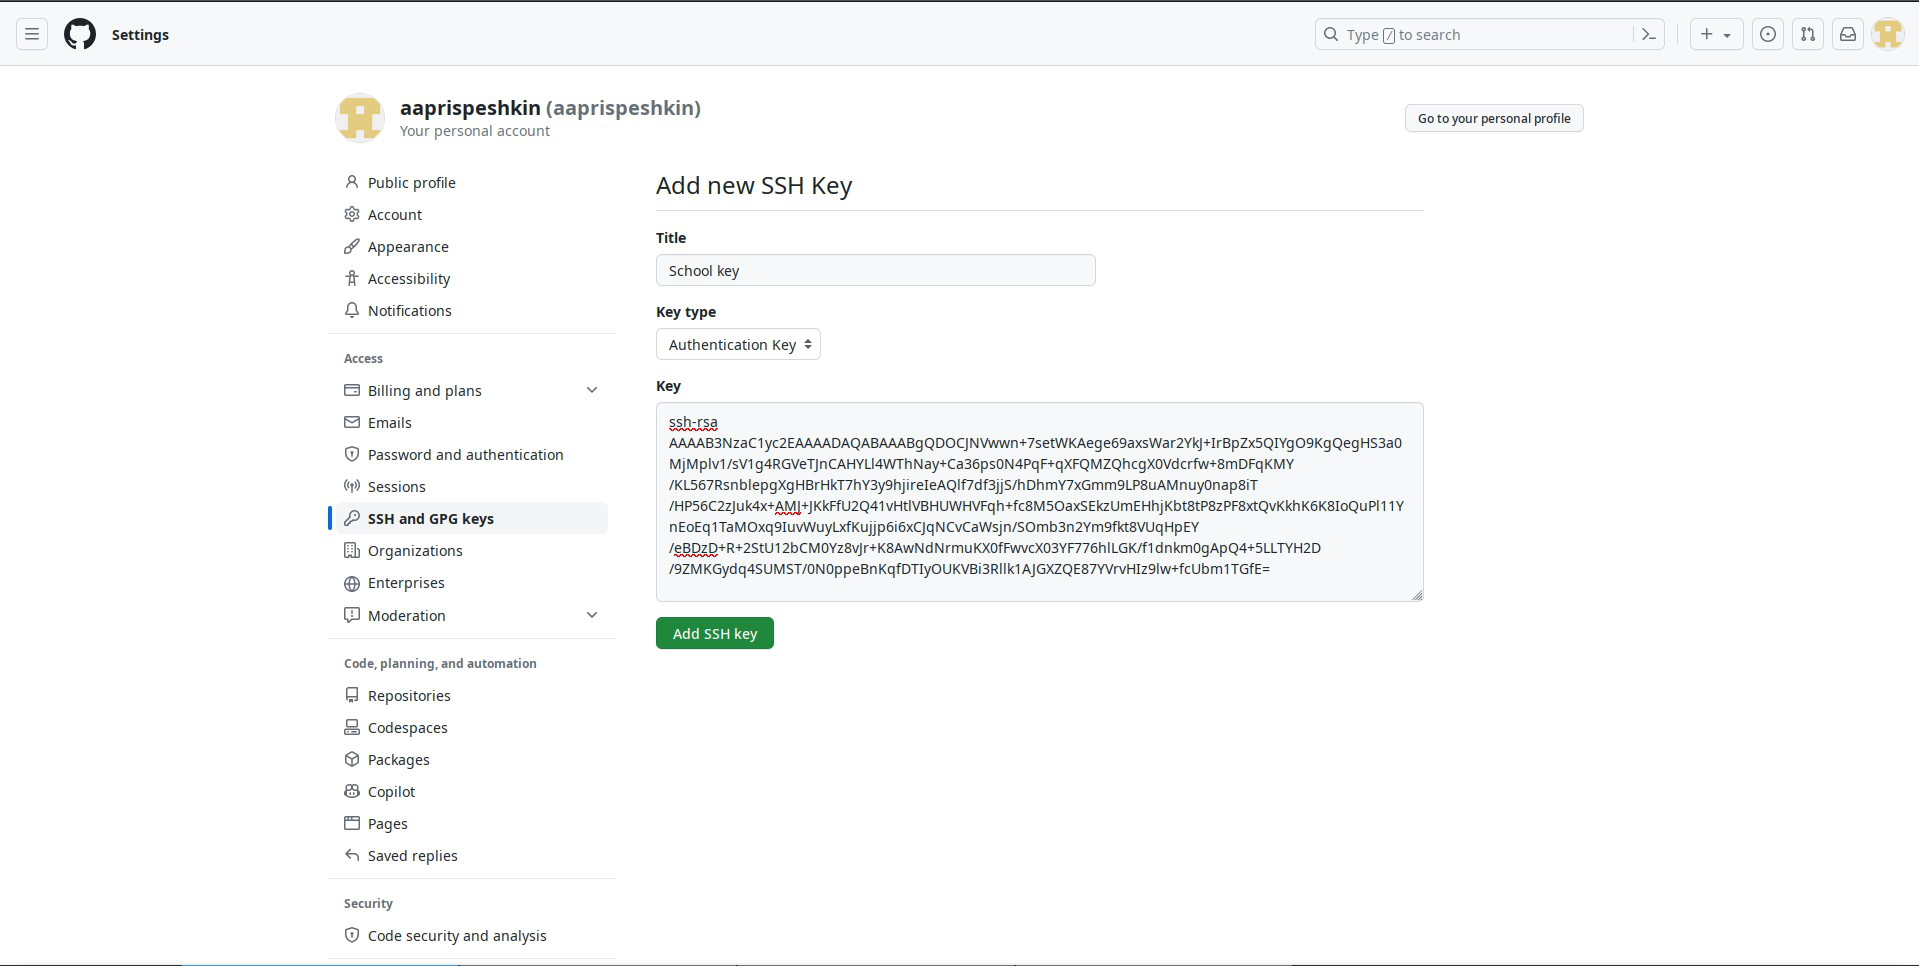 Settings
Type / to search
aaprispeshkin (aaprispeshkin)
Your personal account
Go to your personal profile
Public profile
Account
Appearance
Accessibility
Notifications
Access
Billing and plans
Emails
Password and authentication
Sessions
SSH and GPG keys
Organizations
Enterprises
Moderation
Code, planning, and automation
Repositories
Codespaces
Packages
Copilot
Pages
Saved replies
Security
Code security and analysis
Add new SSH Key
Title
School key
Key type
Authentication Key
Key
ssh-rsa
AAAAB3NzaC1yc2EAAAADAQABAAABgQDOCJNVwwn+7setWKAege69axsWar2YkJ+IrBpZx5QIYgO9KgQegHS3a0
MjMplv1/sV1g4RGVeTJnCAHYLl4WThNay+Ca36ps0N4PqF+qXFQMZQhcgX0Vdcrfw+8mDFqKMY
/KL567RsnblepgXgHBrHkT7hY3y9hjireIeAQlf7df3jjS/hDhmY7xGmm9LP8uAMnuy0nap8iT
/HP56C2zJuk4x+AMJ+JKkFfU2Q41vHtlVBHUWHVFqh+fc8M5OaxSEkzUmEHhjKbt8tP8zPF8xtQvKkhK6K8IoQuPl11Y
nEoEq1TaMOxq9IuvWuyLxfKujjp6i6xCJqNCvCaWsjn/SOmb3n2Ym9fkt8VUqHpEY
/eBDzD+R+2StU12bCM0Yz8vJr+K8AwNdNrmuKX0fFwvcX03YF776hlLGK/f1dnkm0gApQ4+5LLTYH2D
/9ZMKGydq4SUMST/0N0ppeBnKqfDTIyOUKVBi3Rllk1AJGXZQE87YVrvHIz9lw+fcUbm1TGfE=
Add SSH key